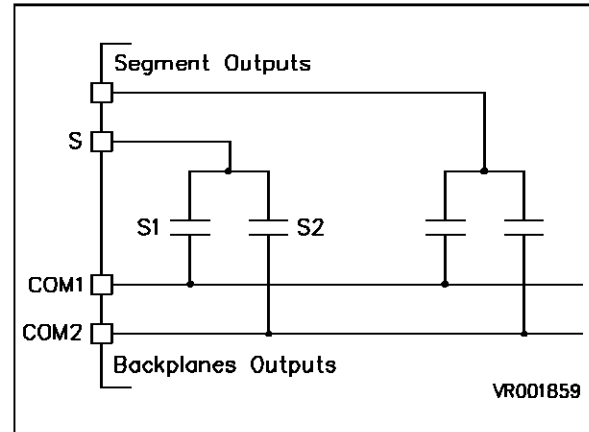 Segment Outputs
S
S1
S2
COM1
COM2
Backplanes Outputs
VR001859